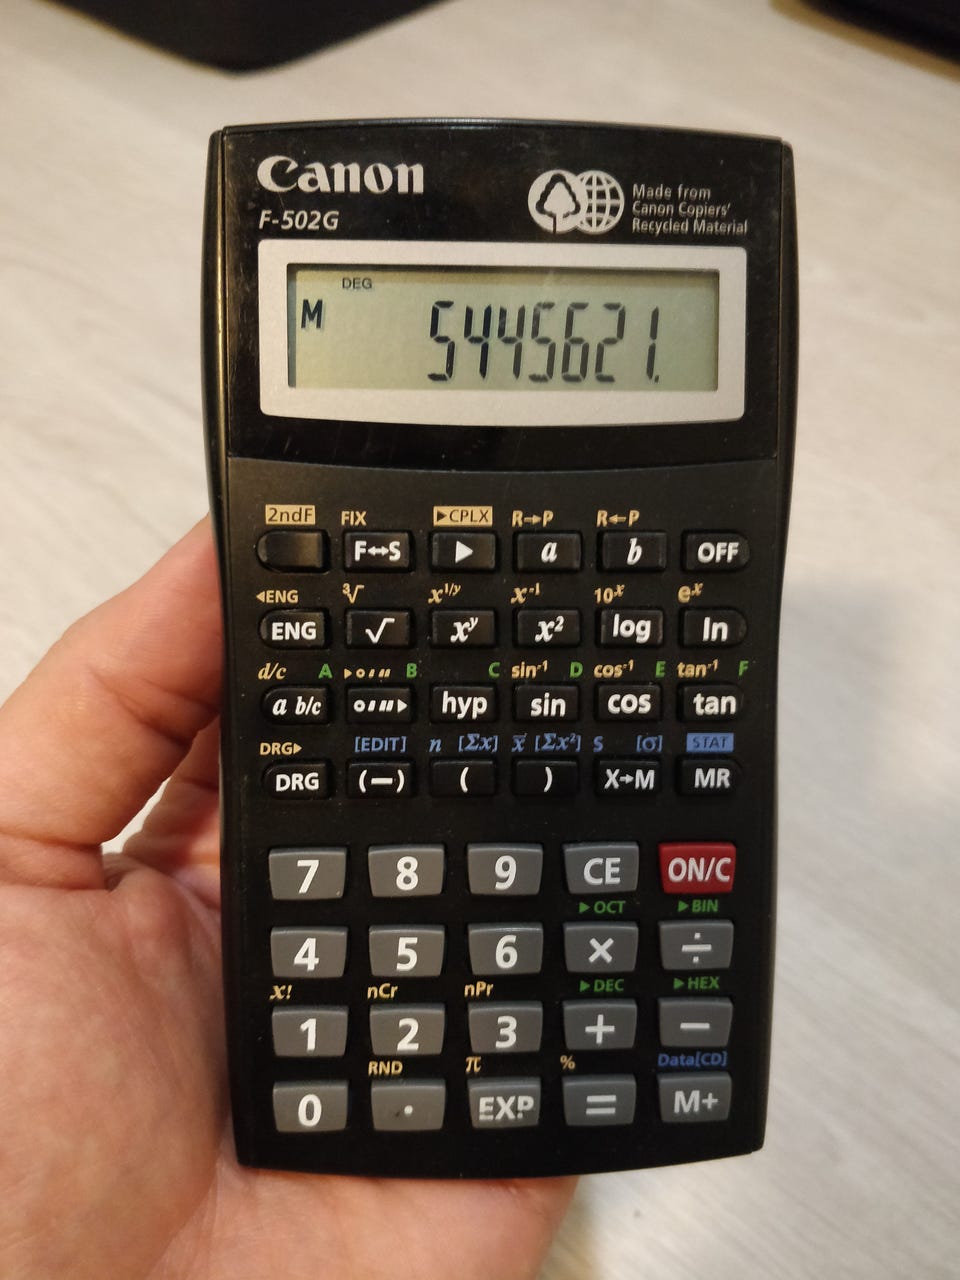 Canon
F-502G
Made from
Canon Copiers'
Recycled Material
DEG
M 5445621.
2ndF FIX ▶CPLX R→P R←P
F↔S ▶ a b OFF
◀ENG ³√ x^1/y x^-1 10^x e^x
ENG √ x^y x² log ln
d/c A ▶o‚„ B C sin^-1 D cos^-1 E tan^-1 F
a b/c o‚„▶ hyp sin cos tan
DRG▶ [EDIT] n [Σx] x̄ [Σx²] S [σ] STAT
DRG (−) ( ) X→M MR
7 8 9 CE ON/C
▶OCT ▶BIN
4 5 6 × ÷
x! nCr nPr ▶DEC ▶HEX
1 2 3 + −
RND π % Data[CD]
0 · EXP = M+